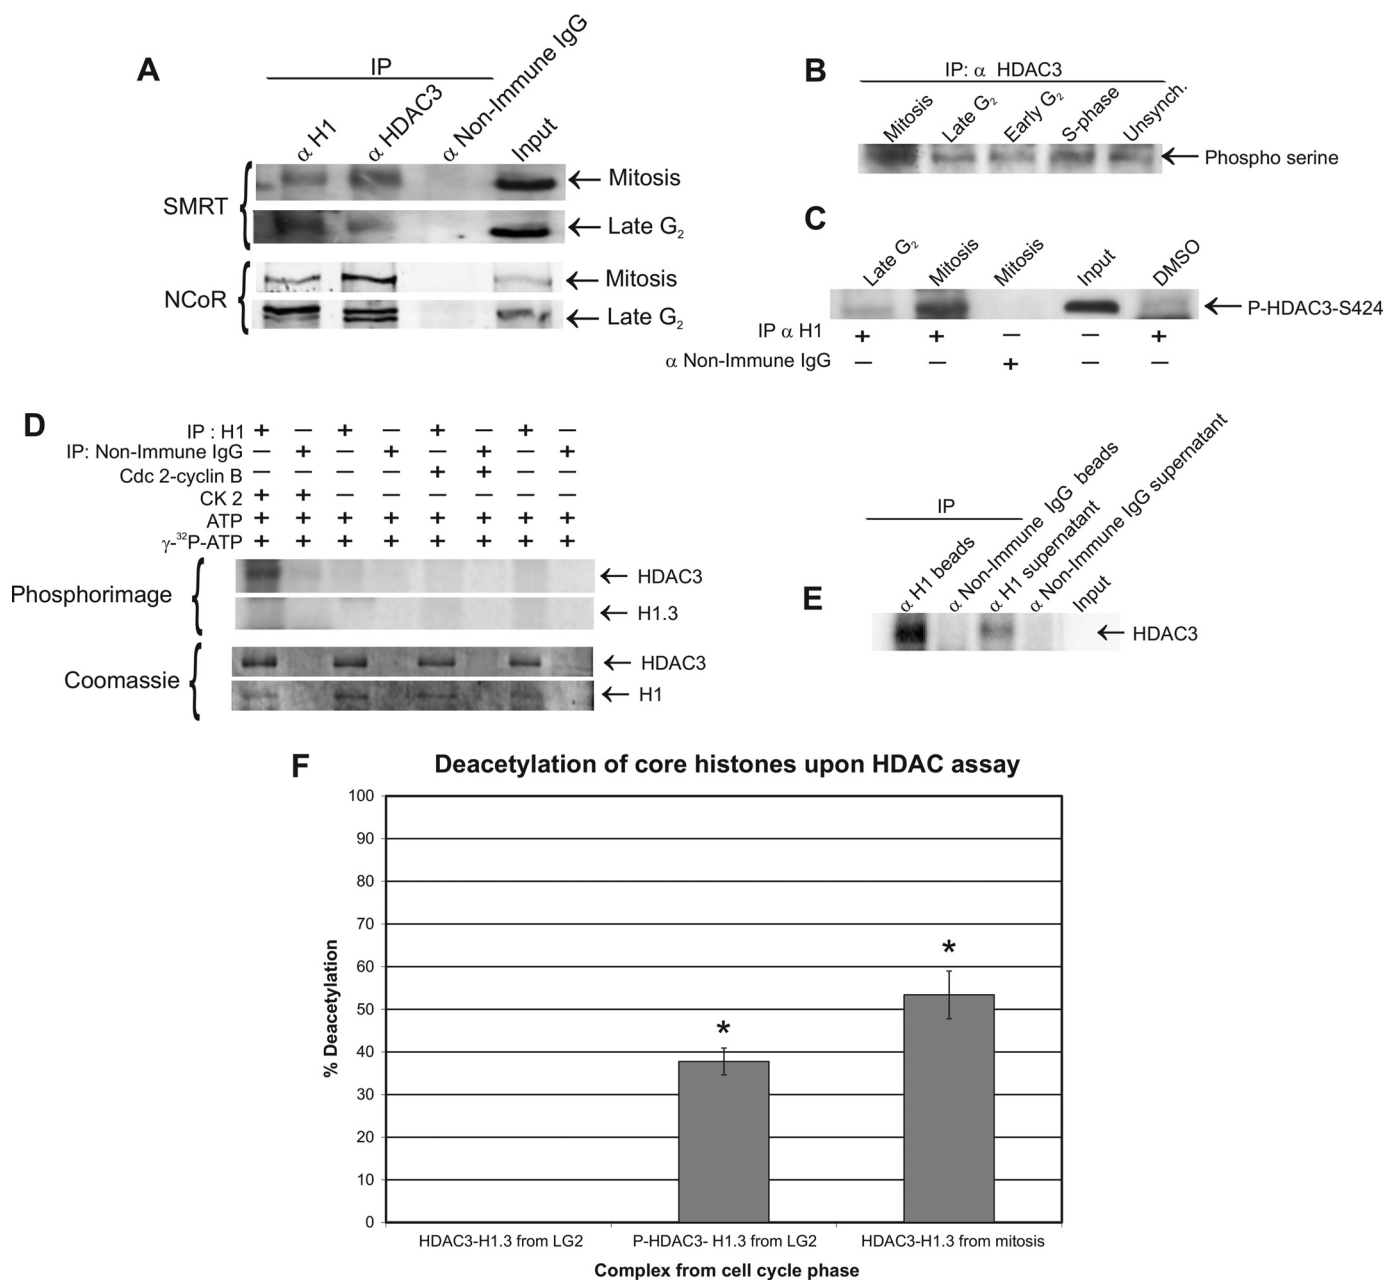 A
IP
α H1
α HDAC3
α Non-Immune IgG
Input
SMRT
Mitosis
Late G2
NCoR
Mitosis
Late G2
B
IP: α HDAC3
Mitosis
Late G2
Early G2
S-phase
Unsynch.
Phospho serine
C
Late G2
Mitosis
Mitosis
Input
DMSO
P-HDAC3-S424
IP α H1 + + − − +
α Non-Immune IgG − − + − −
D
IP : H1 + − + − + − + −
IP: Non-Immune IgG − + − + − + − +
Cdc 2-cyclin B − − − − + + − −
CK 2 + + − − − − − −
ATP + + + + + + + +
γ-32P-ATP + + + + + + + +
Phosphorimage
HDAC3
H1.3
Coomassie
HDAC3
H1
E
IP
α H1 beads
α Non-Immune IgG beads
α H1 supernatant
α Non-Immune IgG supernatant
Input
HDAC3
F
Deacetylation of core histones upon HDAC assay
% Deacetylation
100
90
80
70
60
50
40
30
20
10
0
*
*
HDAC3-H1.3 from LG2
P-HDAC3- H1.3 from LG2
HDAC3-H1.3 from mitosis
Complex from cell cycle phase